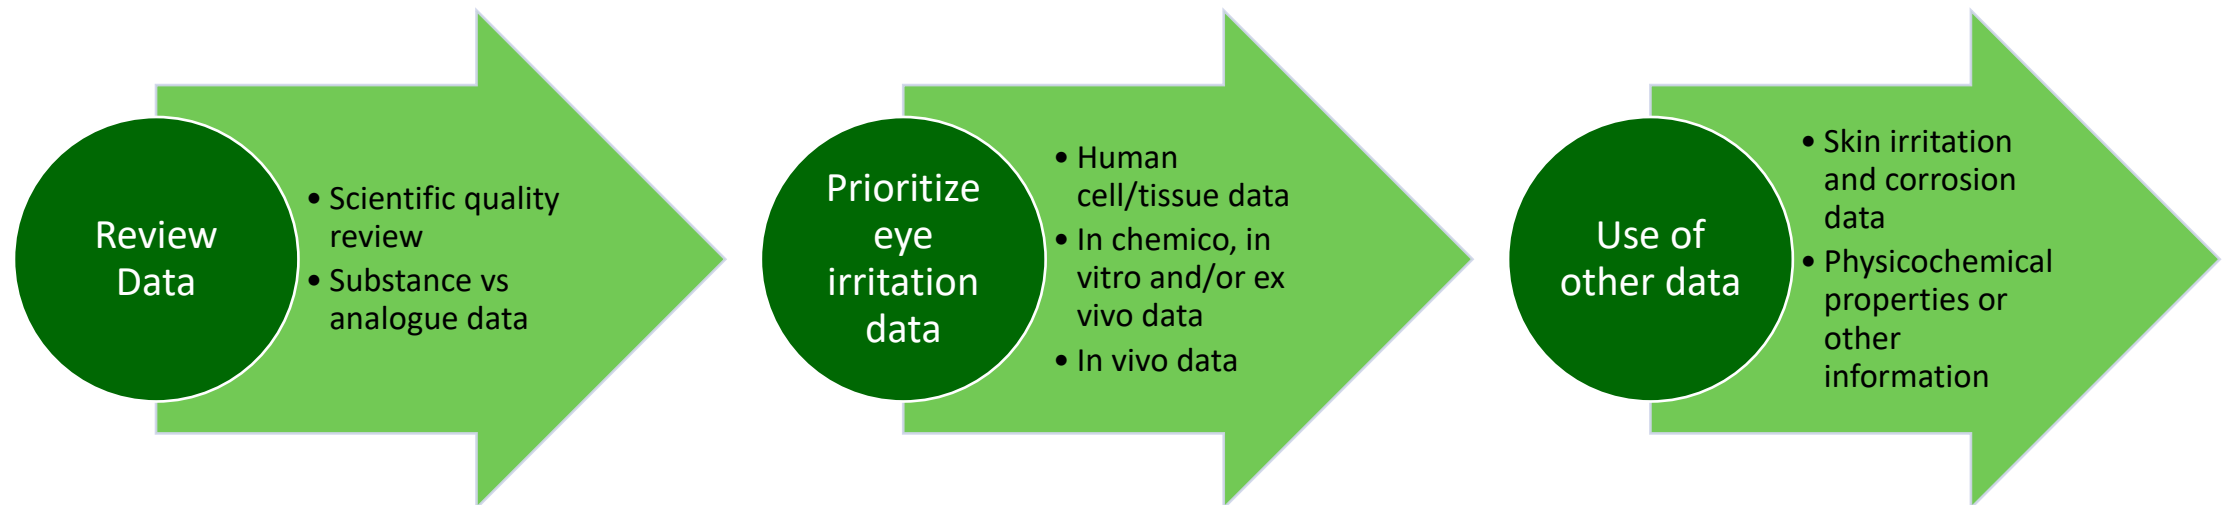 Review
Data
• Scientific quality
review
• Substance vs
analogue data
Prioritize
eye
irritation
data
• Human
cell/tissue data
• In chemico, in
vitro and/or ex
vivo data
• In vivo data
Use of
other data
• Skin irritation
and corrosion
data
• Physicochemical
properties or
other
information